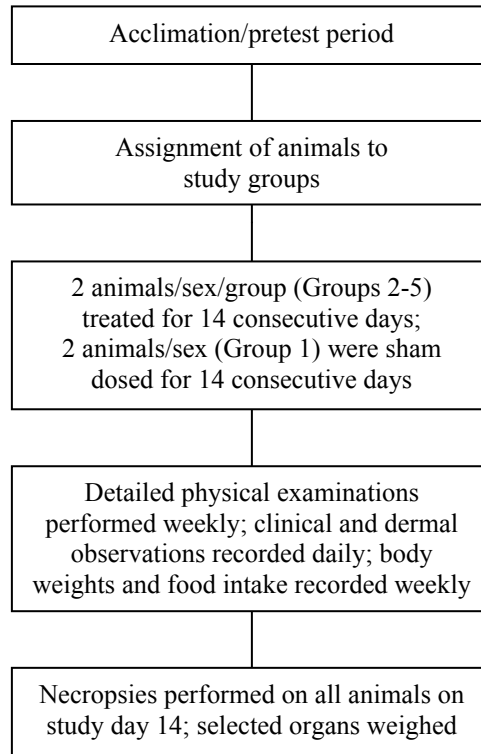 Acclimation/pretest period
Assignment of animals to
study groups
2 animals/sex/group (Groups 2-5)
treated for 14 consecutive days;
2 animals/sex (Group 1) were sham
dosed for 14 consecutive days
Detailed physical examinations
performed weekly; clinical and dermal
observations recorded daily; body
weights and food intake recorded weekly
Necropsies performed on all animals on
study day 14; selected organs weighed